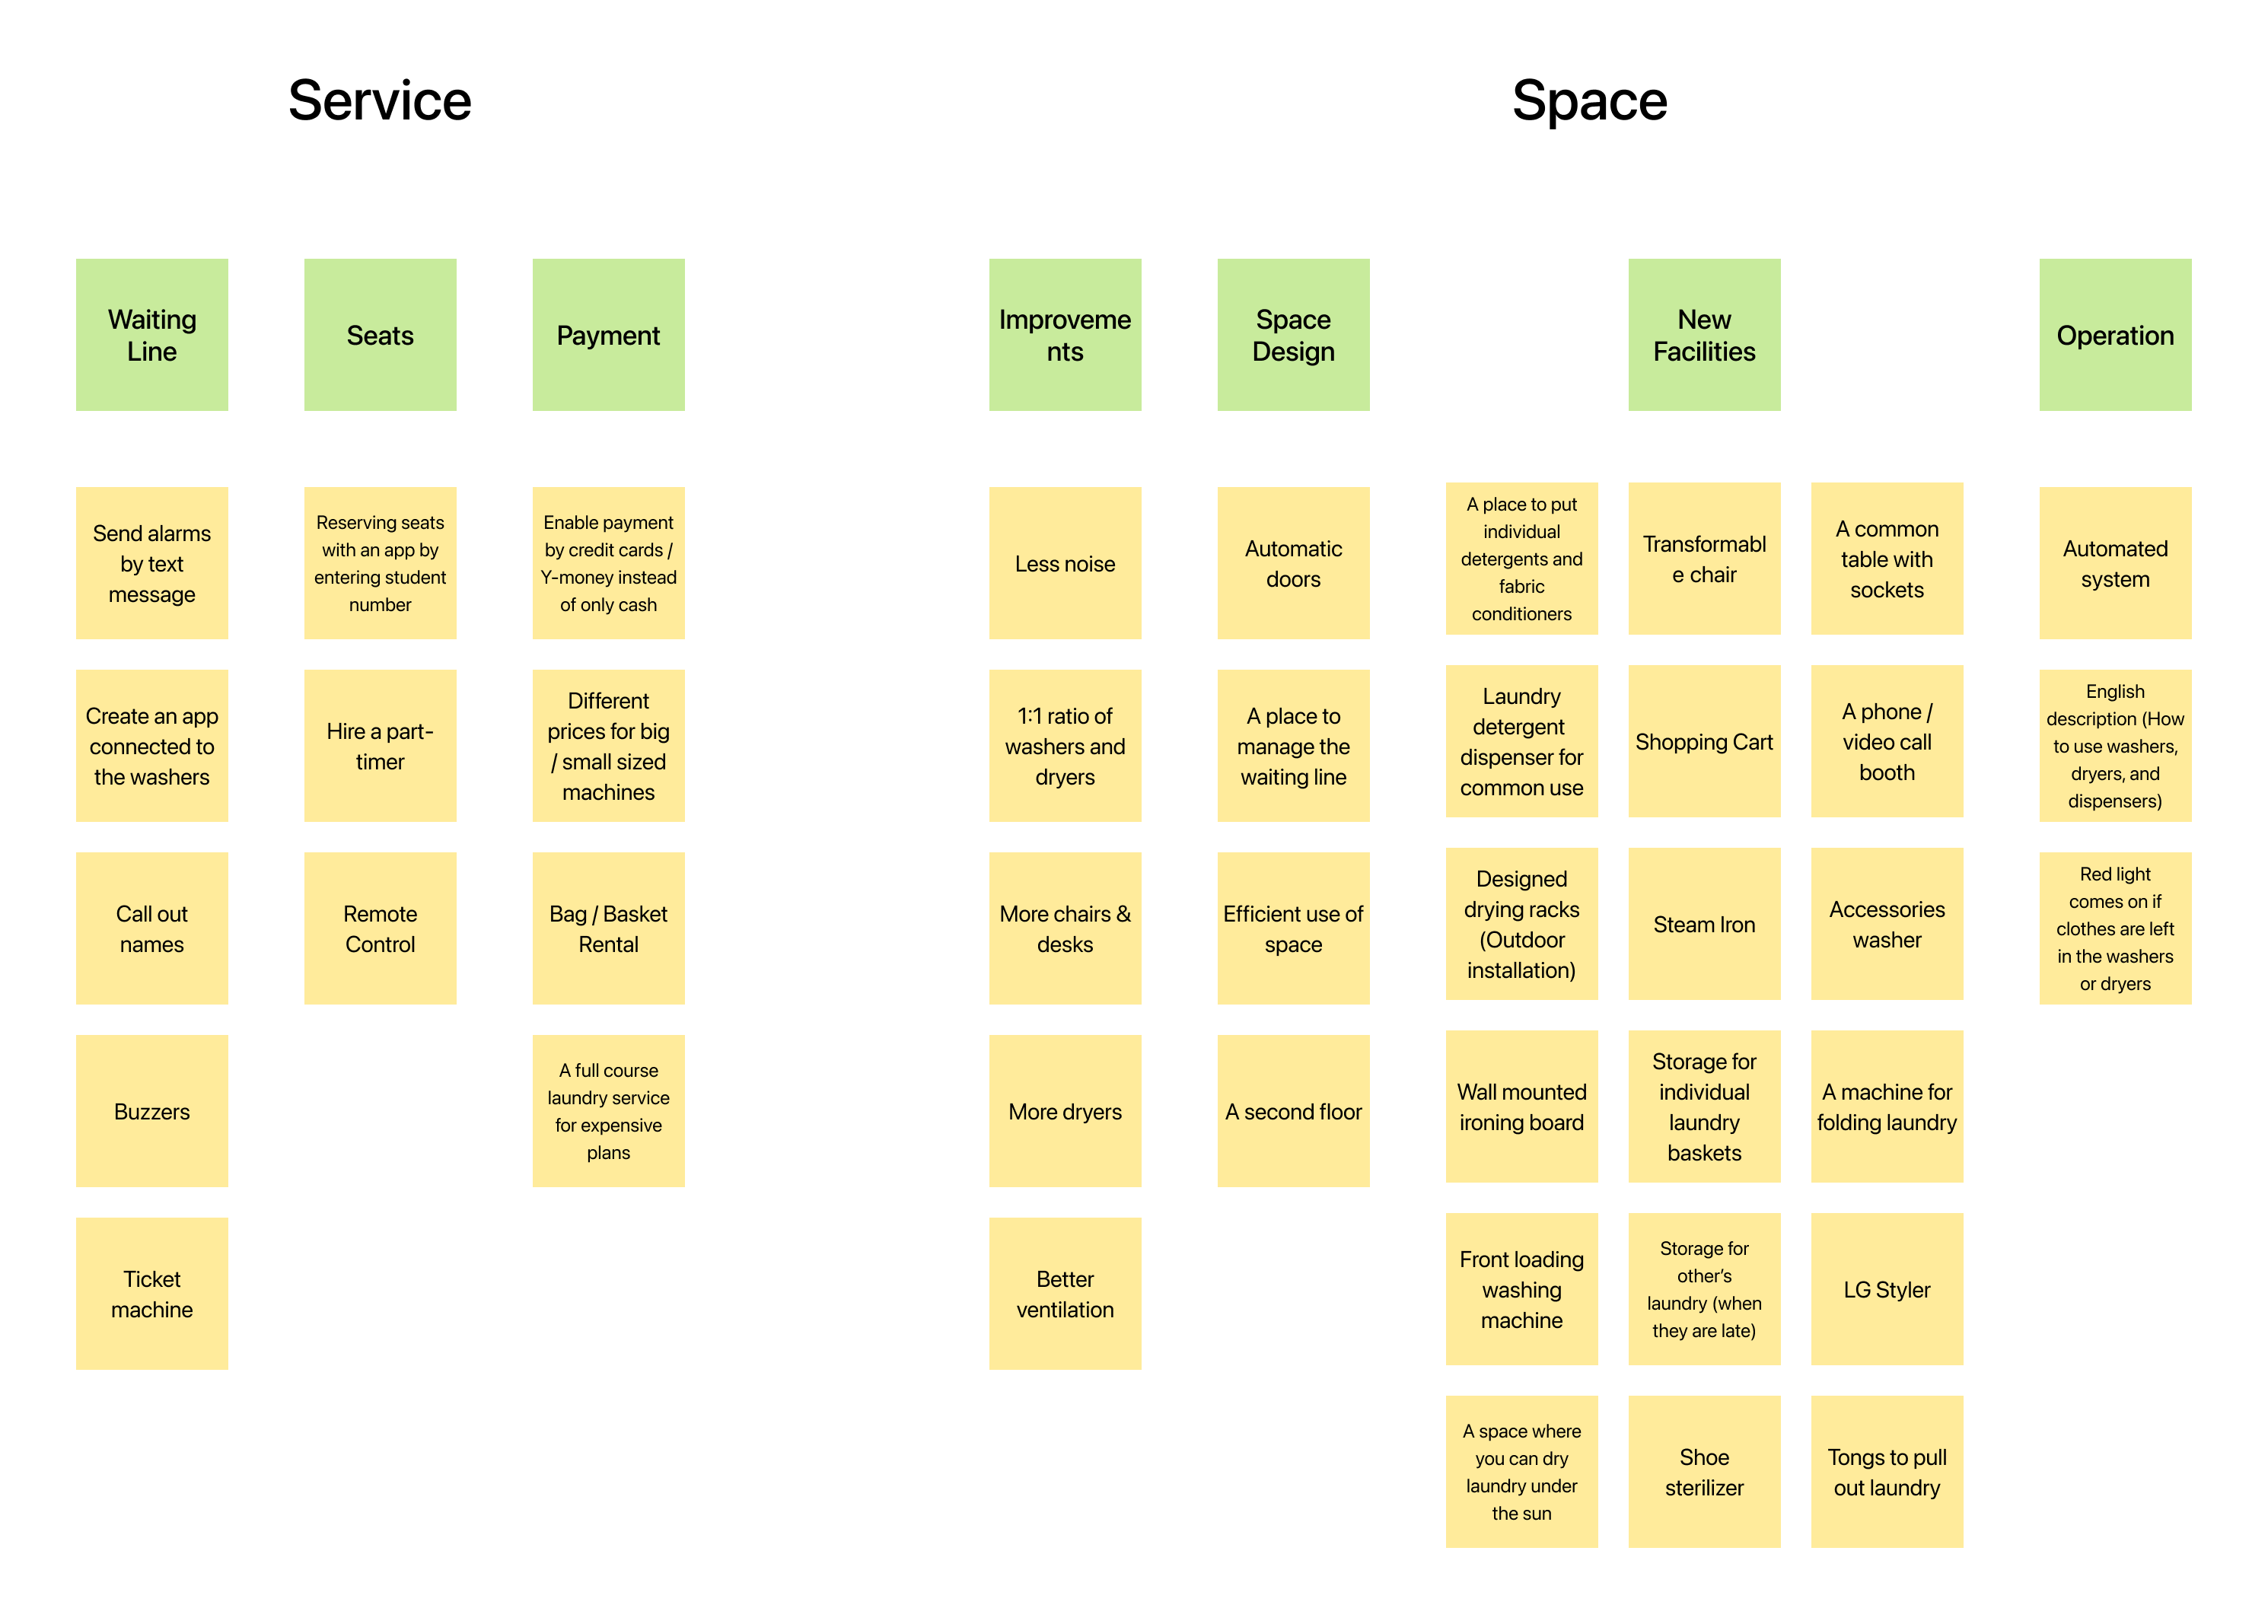 Service
Space
Waiting
Line
Seats
Payment
Improveme
nts
Space
Design
New
Facilities
Operation
Send alarms
by text
message
Create an app
connected to
the washers
Call out
names
Buzzers
Ticket
machine
Reserving seats
with an app by
entering student
number
Hire a part-
timer
Remote
Control
Enable payment
by credit cards /
Y-money instead
of only cash
Different
prices for big
/ small sized
machines
Bag / Basket
Rental
A full course
laundry service
for expensive
plans
Less noise
1:1 ratio of
washers and
dryers
More chairs &
desks
More dryers
Better
ventilation
Automatic
doors
A place to
manage the
waiting line
Efficient use of
space
A second floor
A place to put
individual
detergents and
fabric
conditioners
Laundry
detergent
dispenser for
common use
Designed
drying racks
(Outdoor
installation)
Wall mounted
ironing board
Front loading
washing
machine
A space where
you can dry
laundry under
the sun
Transformabl
e chair
Shopping Cart
Steam Iron
Storage for
individual
laundry
baskets
Storage for
other’s
laundry (when
they are late)
Shoe
sterilizer
A common
table with
sockets
A phone /
video call
booth
Accessories
washer
A machine for
folding laundry
LG Styler
Tongs to pull
out laundry
Automated
system
English
description (How
to use washers,
dryers, and
dispensers)
Red light
comes on if
clothes are left
in the washers
or dryers